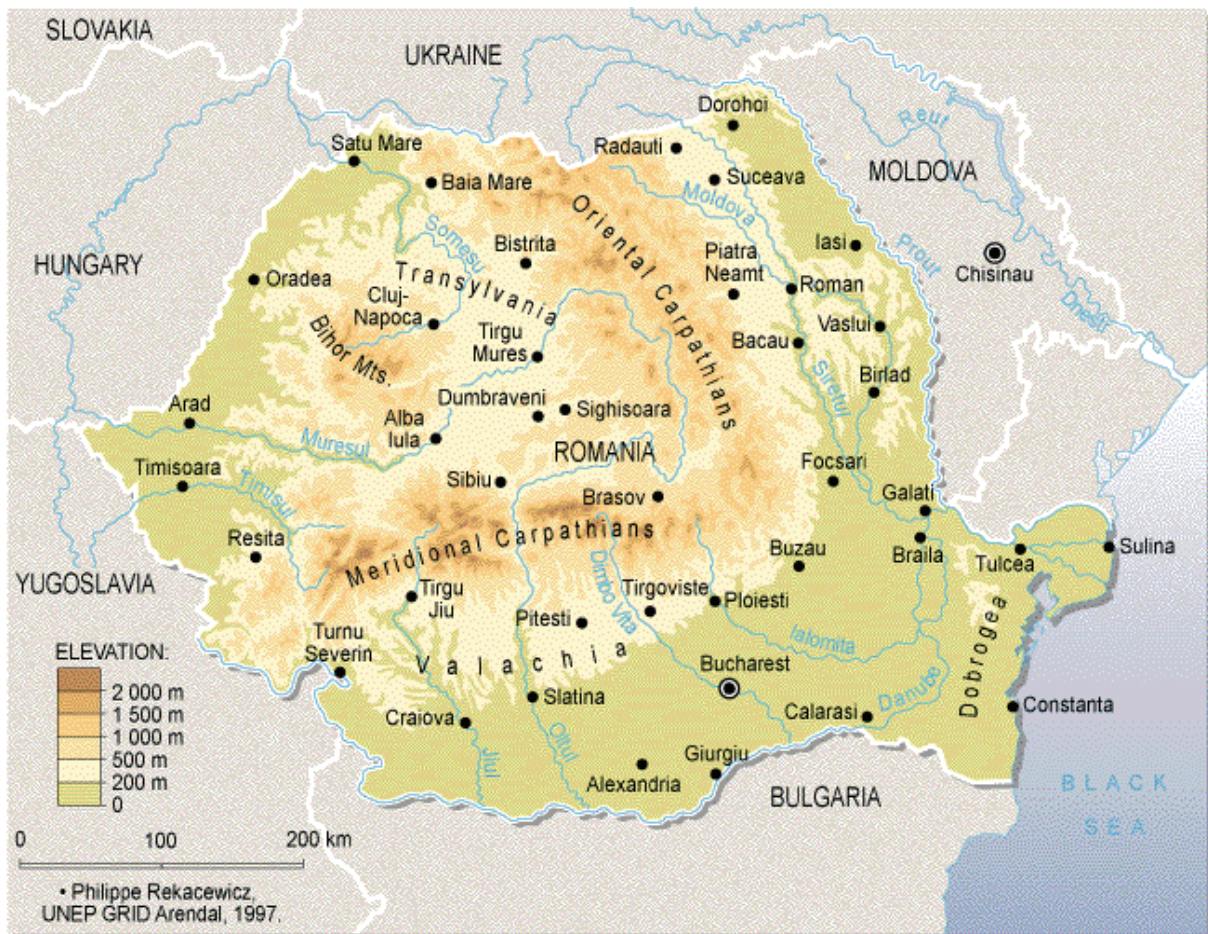 SLOVAKIA
UKRAINE
Dorohoi
Reut
Satu Mare
Radauti
MOLDOVA
Baia Mare
Suceava
Moldova
Oriental Carpathians
Somesu
Iasi
Prout
HUNGARY
Bistrita
Piatra
Neamt
Chisinau
Oradea
Transylvania
Roman
Dnestr
Cluj-
Napoca
Vaslui
Bihor Mts.
Tirgu
Mures
Bacau
Siretul
Birlad
Arad
Dumbraveni
Sighisoara
Alba
Iula
Muresul
ROMANIA
Timisoara
Timisul
Sibiu
Brasov
Focsari
Galati
Meridional Carpathians
Resita
Buzau
Braila
Tulcea
Sulina
YUGOSLAVIA
Tirgu
Jiu
Dimbo Vita
Tirgoviste
Ploiesti
Pitesti
Ialomita
Turnu
Severin
Valachia
Bucharest
Danube
Dobrogea
ELEVATION:
2 000 m
1 500 m
1 000 m
500 m
200 m
0
Slatina
Craiova
Calarasi
Constanta
Jiul
Oltul
Alexandria
Giurgiu
BULGARIA
BLACK
SEA
0 100 200 km
• Philippe Rekacewicz,
UNEP GRID Arendal, 1997.